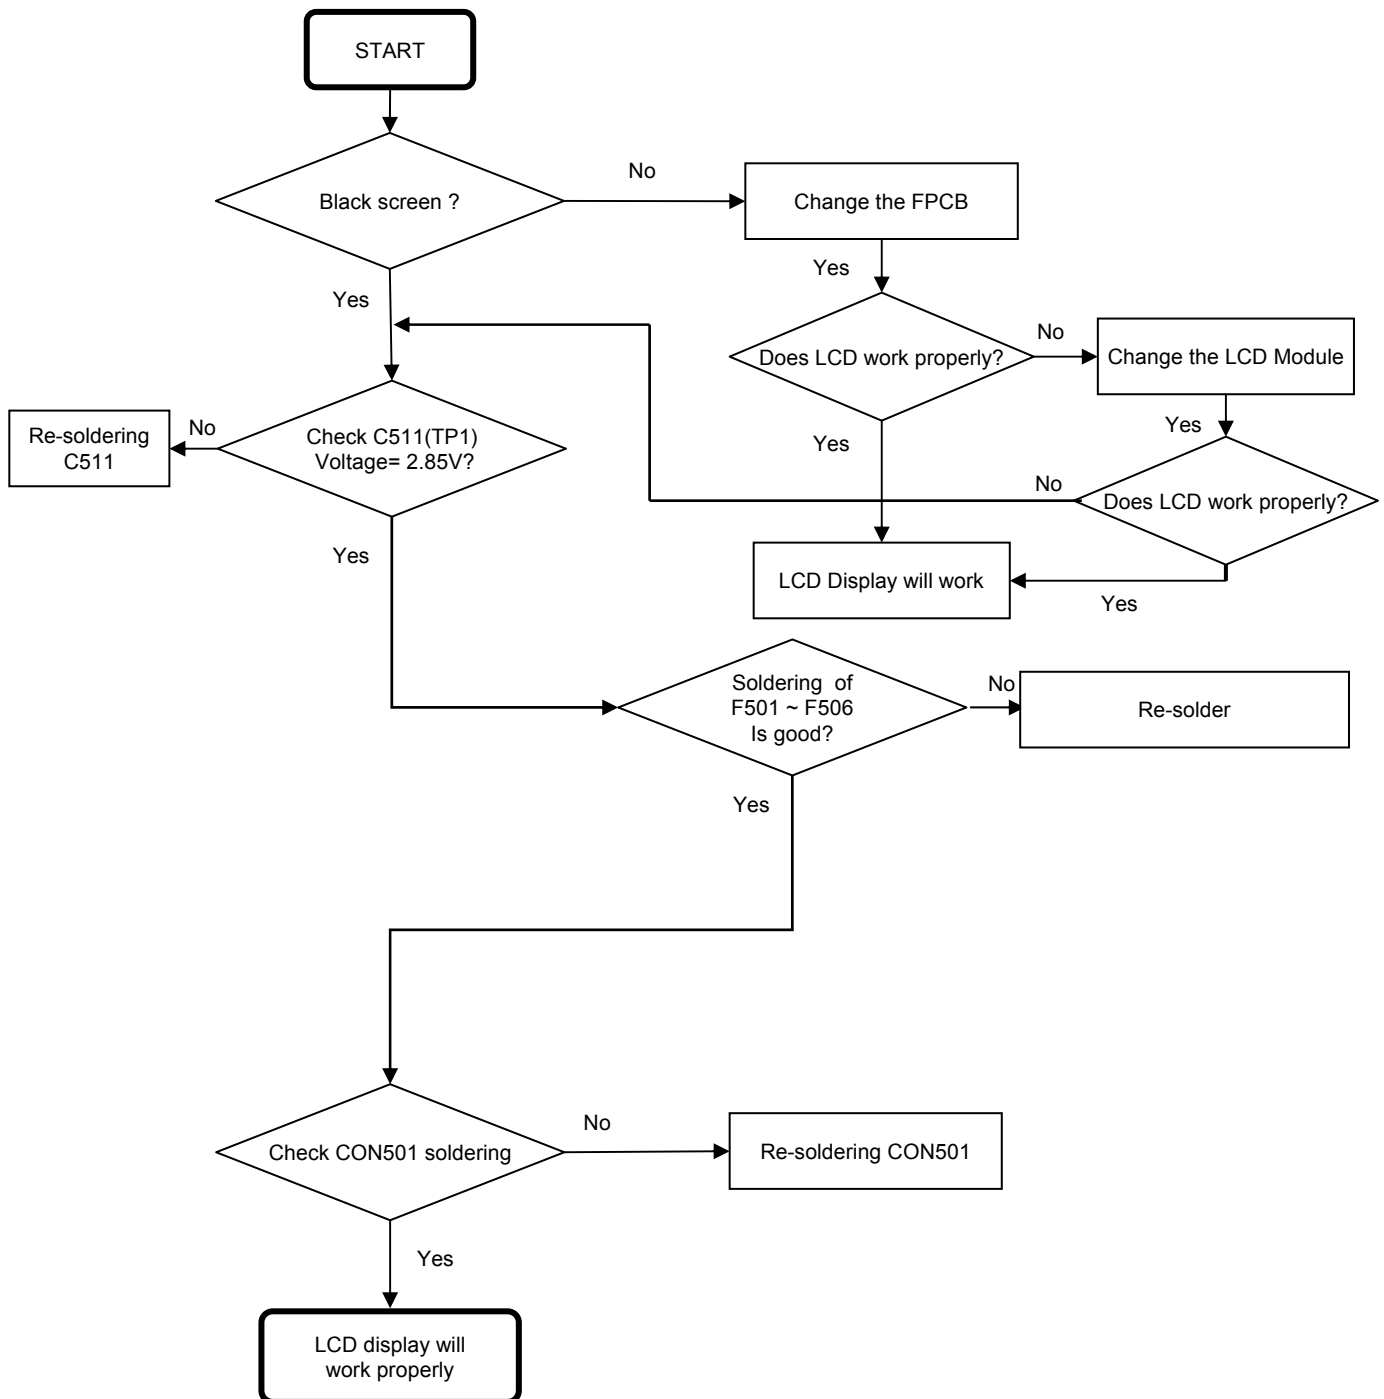 START
No
Black screen ?
Change the FPCB
Yes
Yes
No
Does LCD work properly?
Change the LCD Module
No
Re-soldering
C511
Check C511(TP1)
Voltage= 2.85V?
Yes
Yes
No
Does LCD work properly?
Yes
LCD Display will work
Yes
Soldering of
F501 ~ F506
Is good?
No
Re-solder
Yes
No
Check CON501 soldering
Re-soldering CON501
Yes
LCD display will
work properly